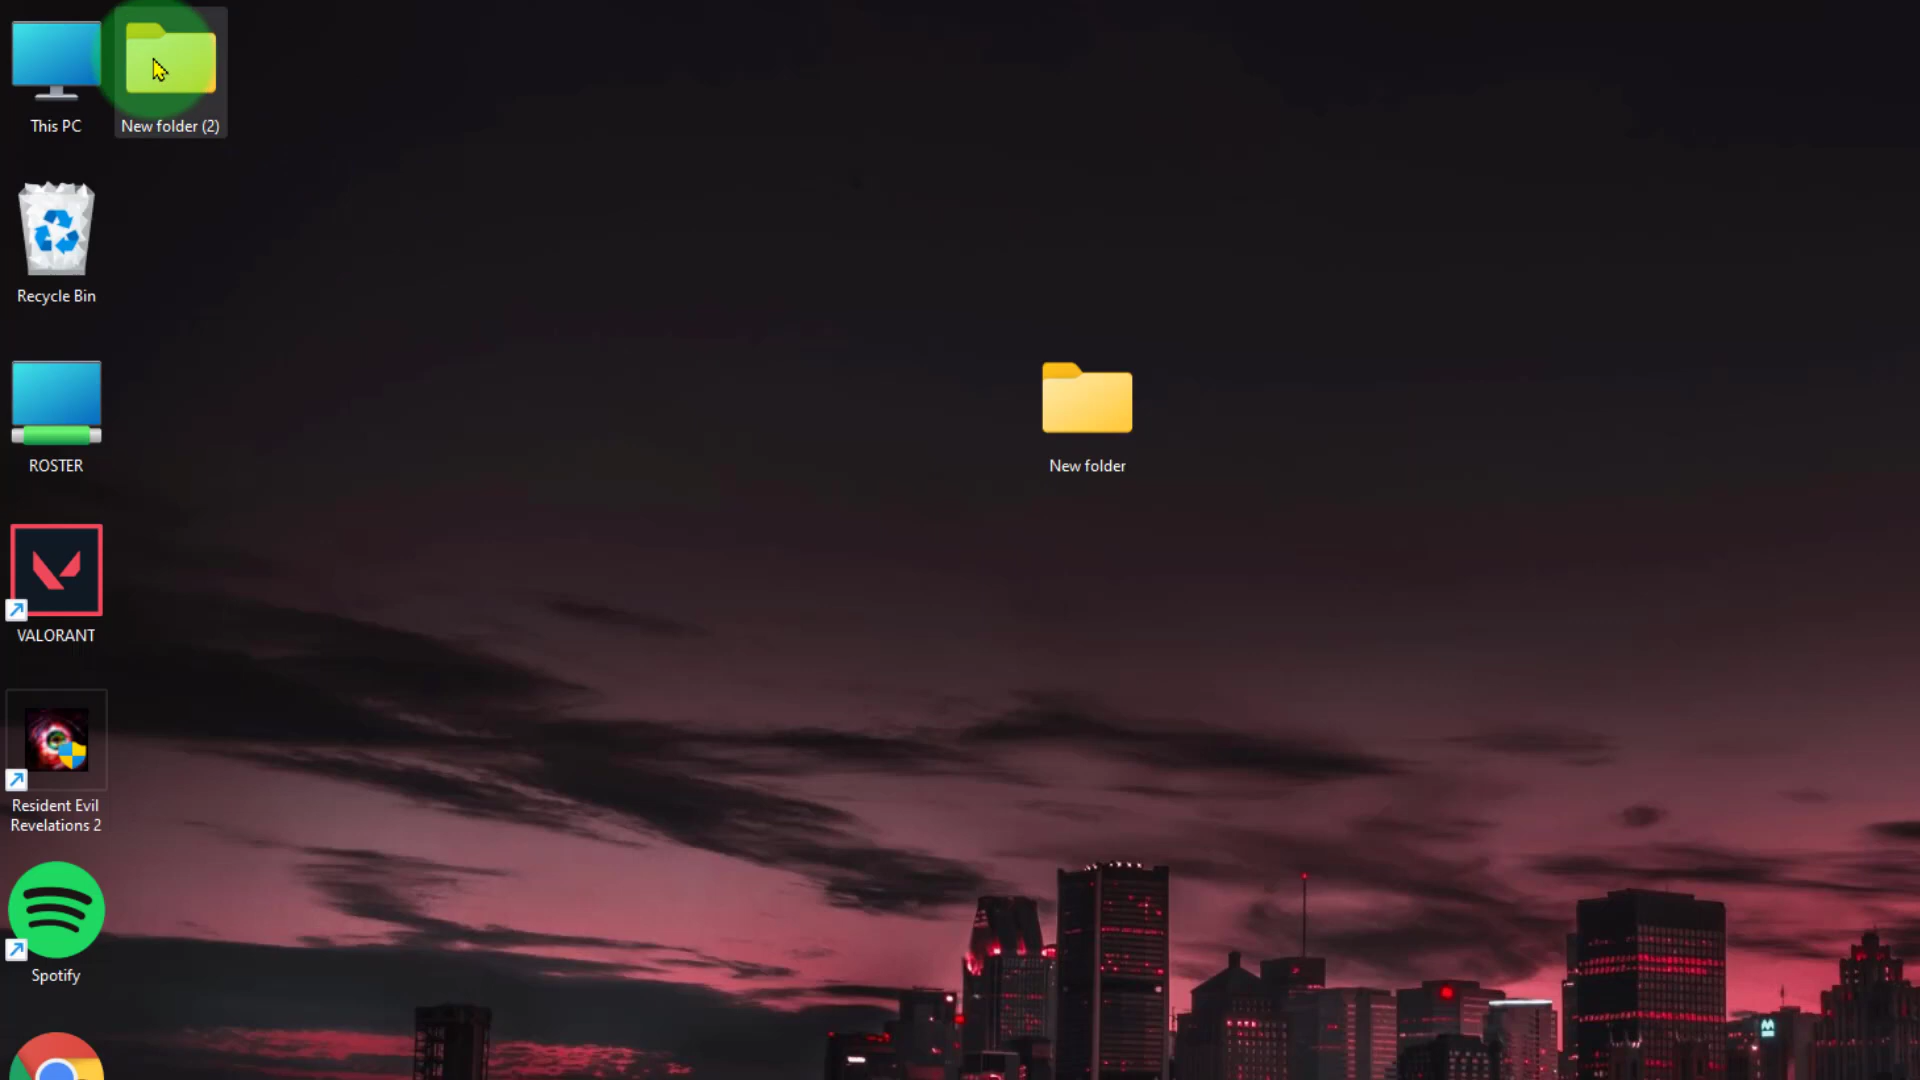 This PC
New folder (2)
Recycle Bin
ROSTER
New folder
VALORANT
Resident Evil
Revelations 2
Spotify